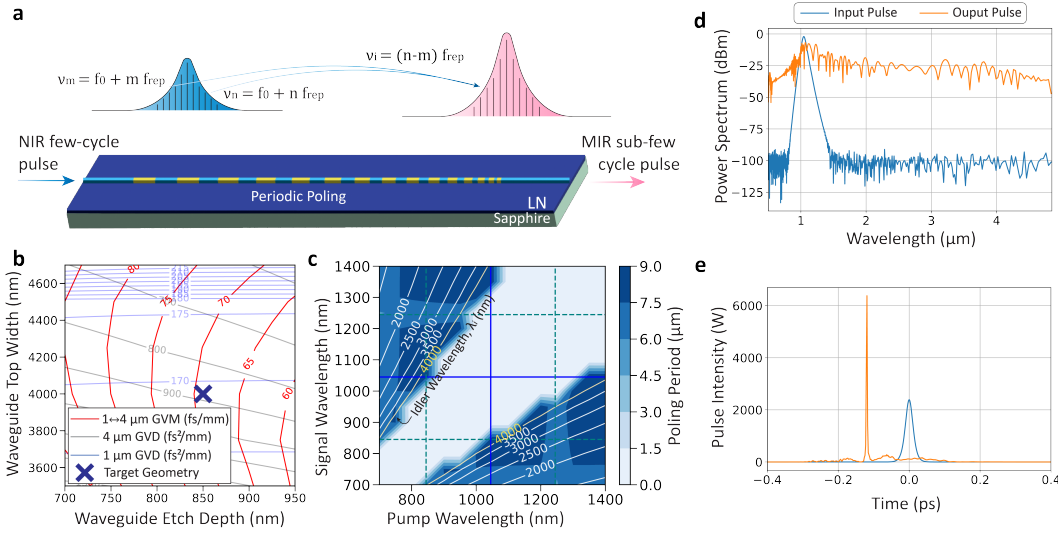 a
νm = f0 + m frep
νn = f0 + n frep
νi = (n-m) frep
NIR few-cycle
pulse
MIR sub-few
cycle pulse
Periodic Poling
LN
Sapphire
b
Waveguide Top Width (nm)
4600
4400
4200
4000
3800
3600
80
75
70
65
60
215
180
175
170
800
900
1↔4 μm GVM (fs/mm)
4 μm GVD (fs²/mm)
1 μm GVD (fs²/mm)
Target Geometry
700 750 800 850 900 950
Waveguide Etch Depth (nm)
c
Signal Wavelength (nm)
1400
1300
1200
1100
1000
900
800
700
2000
2500
3000
3500
4000
Idler Wavelength, λi (nm)
4000
3500
3000
2500
2000
800 1000 1200 1400
Pump Wavelength (nm)
9.0
7.5
6.0
4.5
3.0
1.5
0.0
Poling Period (μm)
d
Input Pulse
Ouput Pulse
Power Spectrum (dBm)
0
−25
−50
−75
−100
−125
1 2 3 4
Wavelength (μm)
e
Pulse Intensity (W)
6000
4000
2000
0
−0.4 −0.2 0.0 0.2 0.4
Time (ps)